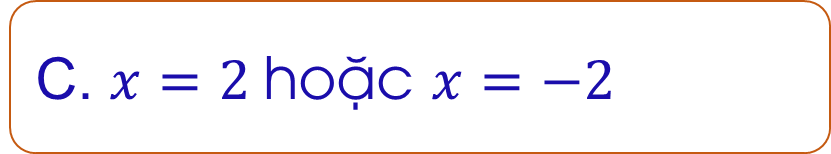 C. x = 2 hoặc x = −2